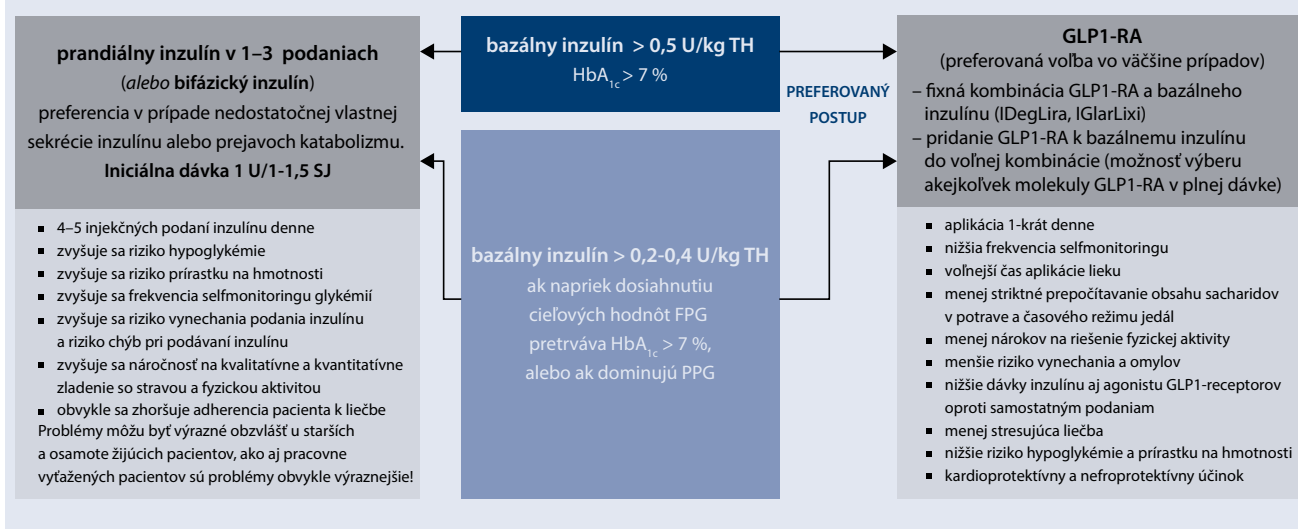 prandiálny inzulín v 1–3 podaniach
(alebo bifázický inzulín)
preferencia v prípade nedostatočnej vlastnej
sekrécie inzulínu alebo prejavoch katabolizmu.
Iniciálna dávka 1 U/1-1,5 SJ
▪ 4–5 injekčných podaní inzulínu denne
▪ zvyšuje sa riziko hypoglykémie
▪ zvyšuje sa riziko prírastku na hmotnosti
▪ zvyšuje sa frekvencia selfmonitoringu glykémií
▪ zvyšuje sa riziko vynechania podania inzulínu
a riziko chýb pri podávaní inzulínu
▪ zvyšuje sa náročnosť na kvalitatívne a kvantitatívne
zladenie so stravou a fyzickou aktivitou
▪ obvykle sa zhoršuje adherencia pacienta k liečbe
Problémy môžu byť výrazné obzvlášť u starších
a osamote žijúcich pacientov, ako aj pracovne
vyťažených pacientov sú problémy obvykle výraznejšie!
bazálny inzulín > 0,5 U/kg TH
HbA1c > 7 %
bazálny inzulín > 0,2-0,4 U/kg TH
ak napriek dosiahnutiu
cieľových hodnôt FPG
pretrváva HbA1c > 7 %,
alebo ak dominujú PPG
PREFEROVANÝ
POSTUP
GLP1-RA
(preferovaná voľba vo väčšine prípadov)
– fixná kombinácia GLP1-RA a bazálneho
inzulínu (IDegLira, IGlarLixi)
– pridanie GLP1-RA k bazálnemu inzulínu
do voľnej kombinácie (možnosť výberu
akejkoľvek molekuly GLP1-RA v plnej dávke)
▪ aplikácia 1-krát denne
▪ nižšia frekvencia selfmonitoringu
▪ voľnejší čas aplikácie lieku
▪ menej striktné prepočítavanie obsahu sacharidov
v potrave a časového režimu jedál
▪ menej nárokov na riešenie fyzickej aktivity
▪ menšie riziko vynechania a omylov
▪ nižšie dávky inzulínu aj agonistu GLP1-receptorov
oproti samostatným podaniam
▪ menej stresujúca liečba
▪ nižšie riziko hypoglykémie a prírastku na hmotnosti
▪ kardioprotektívny a nefroprotektívny účinok